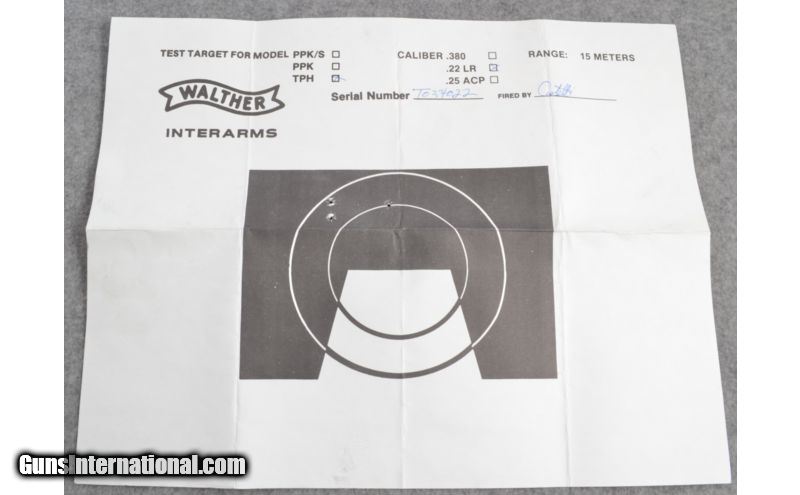 TEST TARGET FOR MODEL PPK/S ☐ CALIBER .380 ☐ RANGE: 15 METERS
PPK ☐ .22 LR ☑
TPH ☑ .25 ACP ☐
WALTHER
Serial Number T034022 FIRED BY
INTERARMS
GunsInternational.com